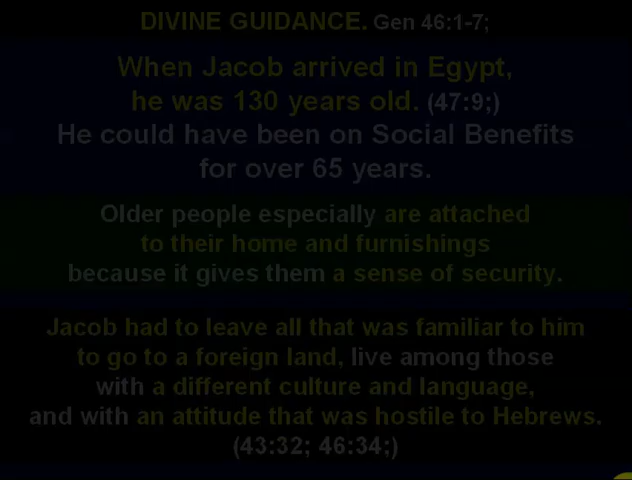 DIVINE GUIDANCE. Gen 46:1-7;
When Jacob arrived in Egypt,
he was 130 years old. (47:9;)
He could have been on Social Benefits
for over 65 years.
Older people especially are attached
to their home and furnishings
because it gives them a sense of security.
Jacob had to leave all that was familiar to him
to go to a foreign land, live among those
with a different culture and language,
and with an attitude that was hostile to Hebrews.
(43:32; 46:34;)